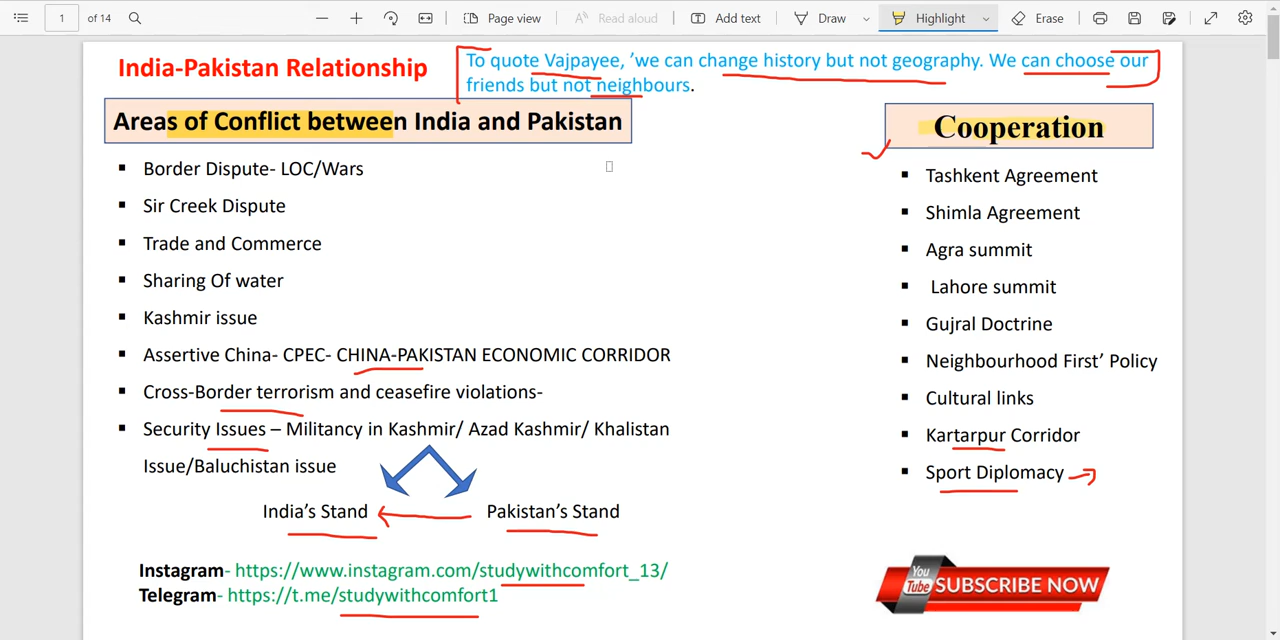 1 of 14 Page view Read aloud Add text Draw Highlight Erase
India-Pakistan Relationship
To quote Vajpayee, ’we can change history but not geography. We can choose our
friends but not neighbours.
Areas of Conflict between India and Pakistan
▪ Border Dispute- LOC/Wars
▪ Sir Creek Dispute
▪ Trade and Commerce
▪ Sharing Of water
▪ Kashmir issue
▪ Assertive China- CPEC- CHINA-PAKISTAN ECONOMIC CORRIDOR
▪ Cross-Border terrorism and ceasefire violations-
▪ Security Issues – Militancy in Kashmir/ Azad Kashmir/ Khalistan
Issue/Baluchistan issue
India’s Stand Pakistan’s Stand
Cooperation
▪ Tashkent Agreement
▪ Shimla Agreement
▪ Agra summit
▪ Lahore summit
▪ Gujral Doctrine
▪ Neighbourhood First’ Policy
▪ Cultural links
▪ Kartarpur Corridor
▪ Sport Diplomacy
Instagram- https://www.instagram.com/studywithcomfort_13/
Telegram- https://t.me/studywithcomfort1
You Tube SUBSCRIBE NOW